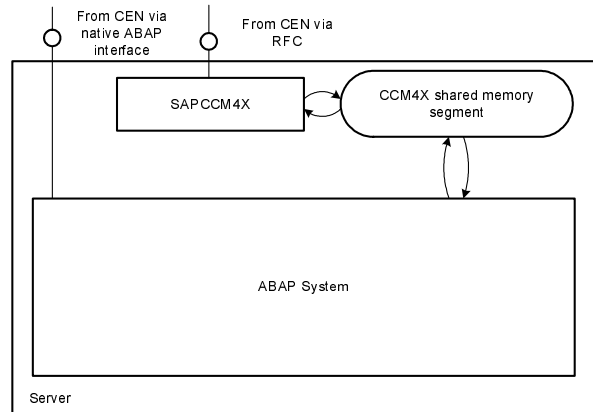 From CEN via
native ABAP
interface
From CEN via
RFC
SAPCCM4X
CCM4X shared memory
segment
ABAP System
Server